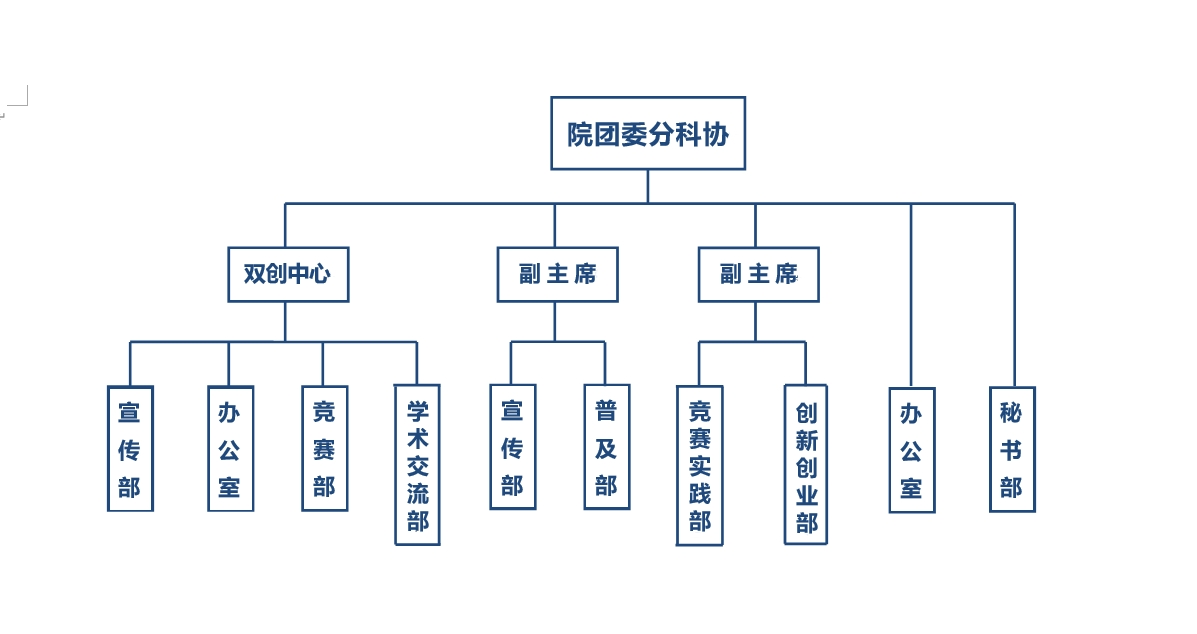 院团委分科协
双创中心
副主席
副主席
宣传部
办公室
竞赛部
学术交流部
宣传部
普及部
竞赛实践部
创新创业部
办公室
秘书部